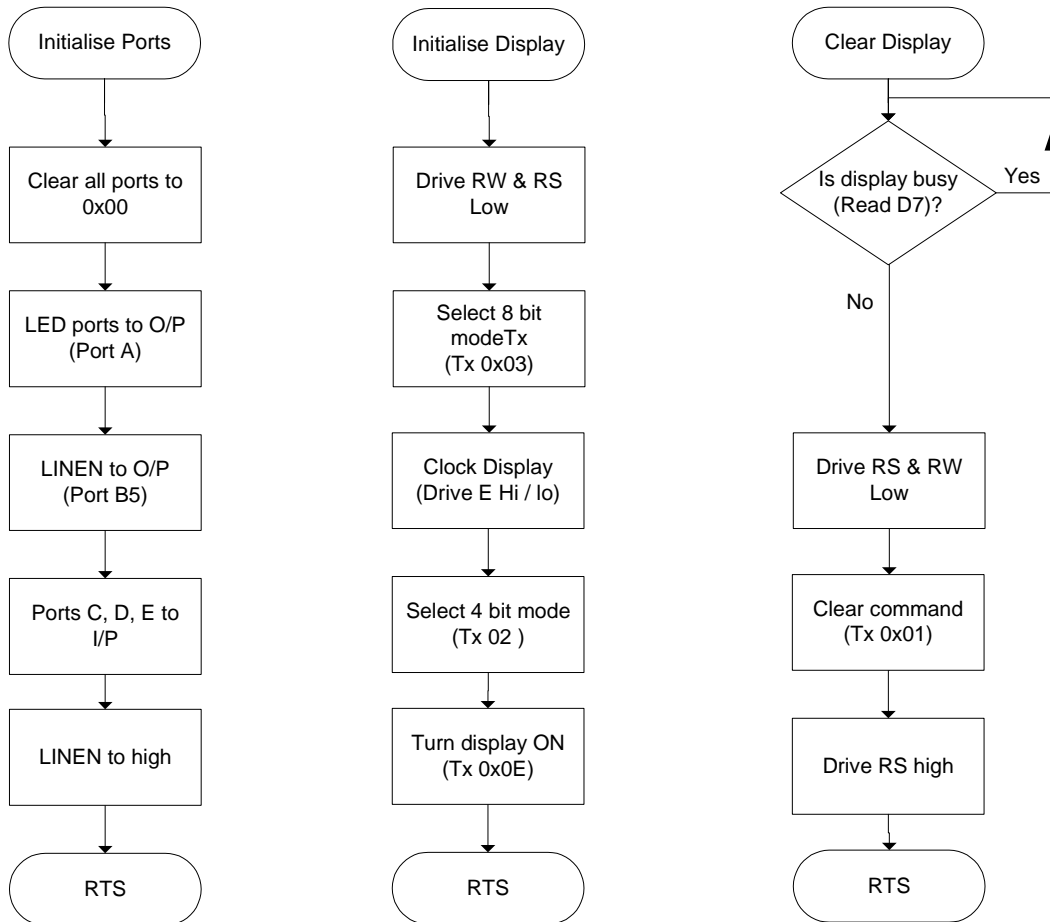 Initialise Ports
Clear all ports to
0x00
LED ports to O/P
(Port A)
LINEN to O/P
(Port B5)
Ports C, D, E to
I/P
LINEN to high
RTS
Initialise Display
Drive RW & RS
Low
Select 8 bit
modeTx
(Tx 0x03)
Clock Display
(Drive E Hi / lo)
Select 4 bit mode
(Tx 02 )
Turn display ON
(Tx 0x0E)
RTS
Clear Display
Is display busy
(Read D7)?
Yes
No
Drive RS & RW
Low
Clear command
(Tx 0x01)
Drive RS high
RTS